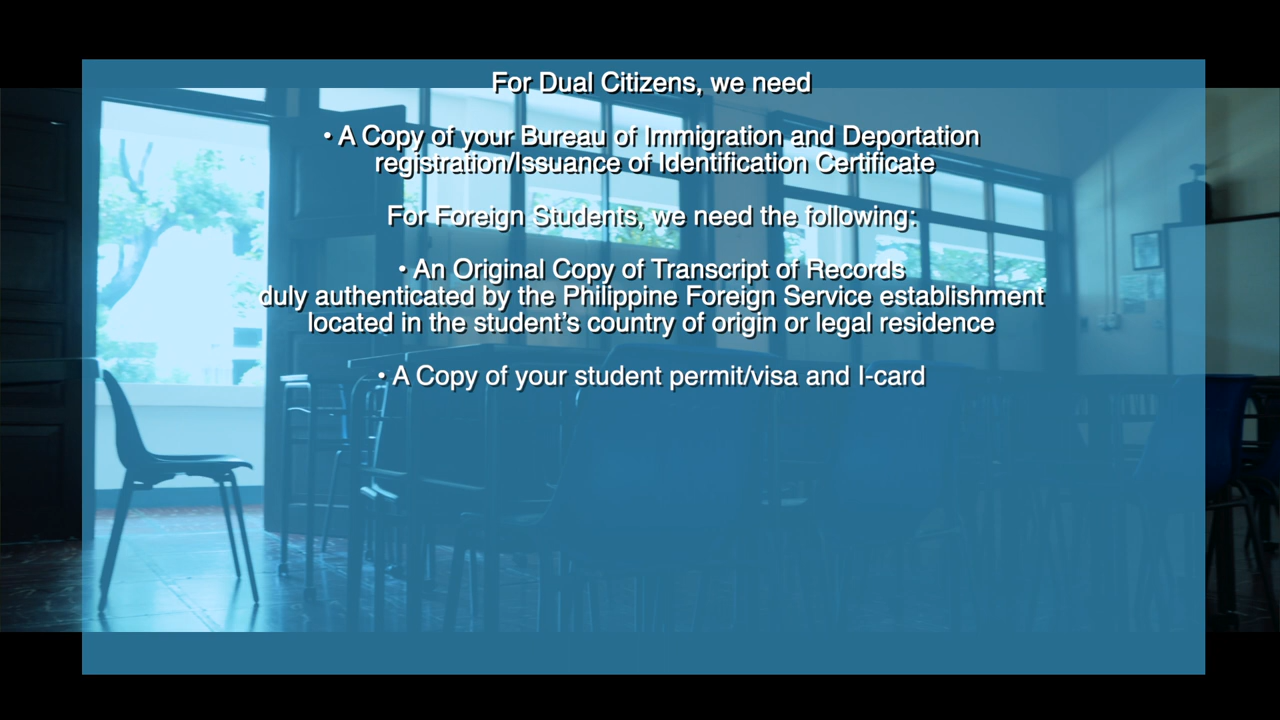 For Dual Citizens, we need
• A Copy of your Bureau of Immigration and Deportation
registration/Issuance of Identification Certificate
For Foreign Students, we need the following:
• An Original Copy of Transcript of Records
duly authenticated by the Philippine Foreign Service establishment
located in the student’s country of origin or legal residence
• A Copy of your student permit/visa and I-card